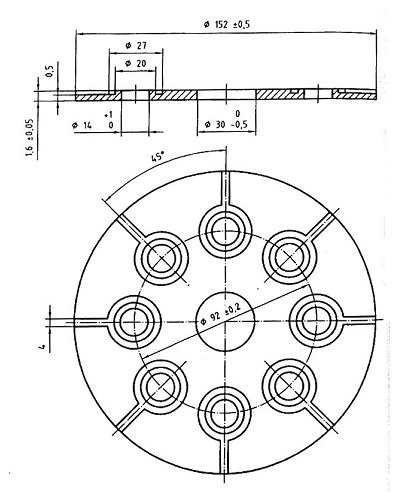 ø 152 ±0,5
ø 27
ø 20
0,5
1,6 ±0,05
ø 14 +1 0
ø 30 0 -0,5
45°
ø 92 ±0,2
4